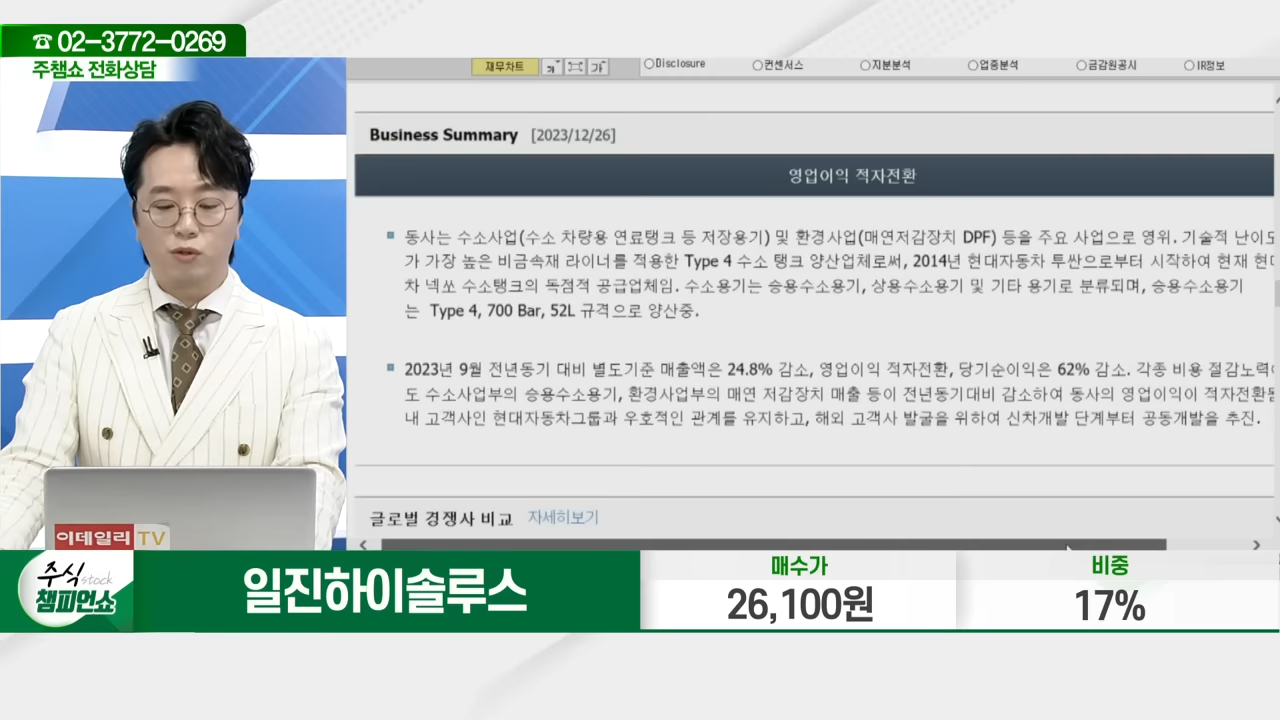 ☎ 02-3772-0269
주챔쇼 전화상담
재무차트
가
가
Disclosure
컨센서스
지분분석
업종분석
금감원공시
IR정보
Business Summary [2023/12/26]
영업이익 적자전환
동사는 수소사업(수소 차량용 연료탱크 등 저장용기) 및 환경사업(매연저감장치 DPF) 등을 주요 사업으로 영위. 기술적 난이도
가 가장 높은 비금속재 라이너를 적용한 Type 4 수소 탱크 양산업체로써, 2014년 현대자동차 투싼으로부터 시작하여 현재 현대
차 넥쏘 수소탱크의 독점적 공급업체임. 수소용기는 승용수소용기, 상용수소용기 및 기타 용기로 분류되며, 승용수소용기
는 Type 4, 700 Bar, 52L 규격으로 양산중.
2023년 9월 전년동기 대비 별도기준 매출액은 24.8% 감소, 영업이익 적자전환, 당기순이익은 62% 감소. 각종 비용 절감노력에
도 수소사업부의 승용수소용기, 환경사업부의 매연 저감장치 매출 등이 전년동기대비 감소하여 동사의 영업이익이 적자전환됨
내 고객사인 현대자동차그룹과 우호적인 관계를 유지하고, 해외 고객사 발굴을 위하여 신차개발 단계부터 공동개발을 추진.
글로벌 경쟁사 비교 자세히보기
이데일리TV
주식 stock
챔피언쇼
일진하이솔루스
매수가
26,100원
비중
17%